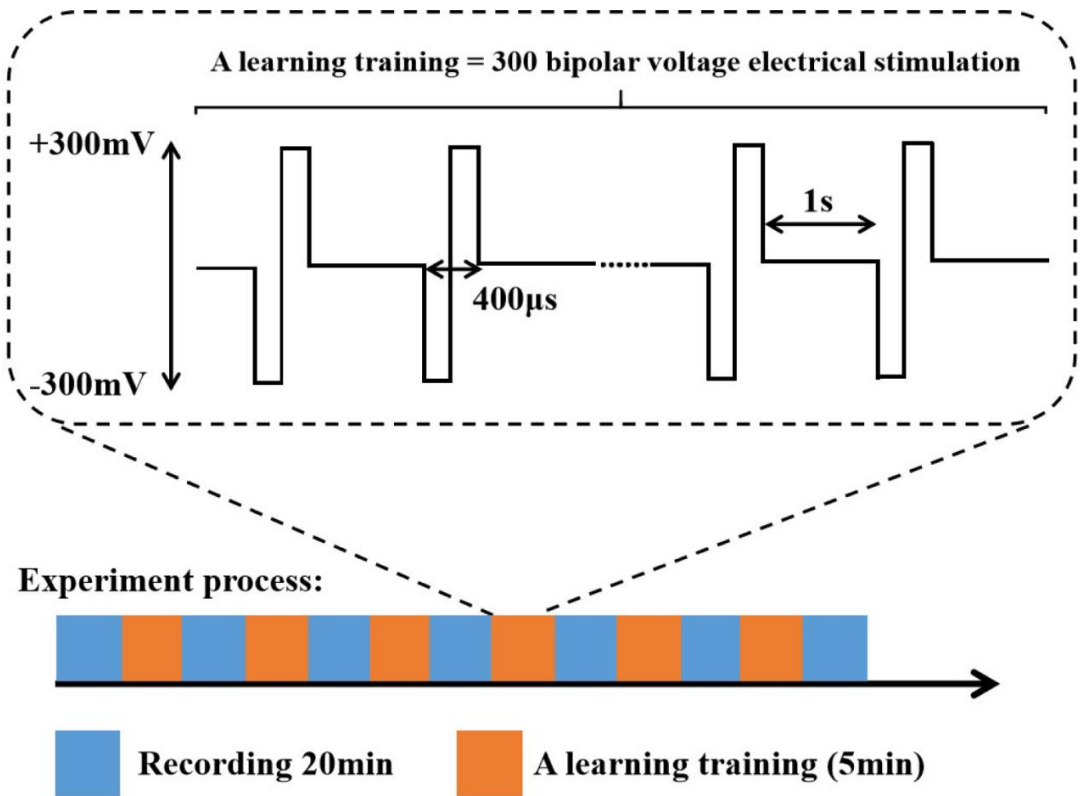 A learning training = 300 bipolar voltage electrical stimulation
+300mV
1s
400μs
-300mV
Experiment process:
Recording 20min
A learning training (5min)